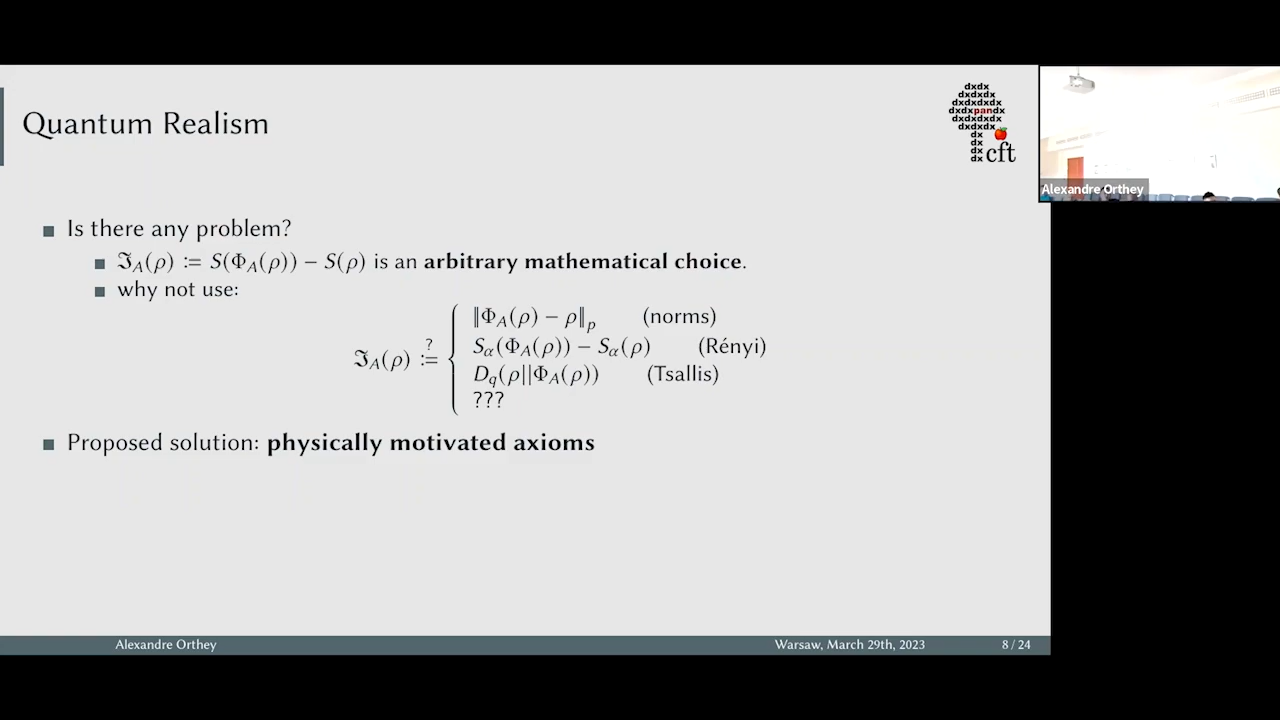 Quantum Realism
dxdx
dxdxdx
dxdxdxdx
dxdxpandx
dxdxdxdx
dxdxdx
dx
dx
dx
dx cft
Alexandre Orthey
■ Is there any problem?
■ ℑ_A(ρ) := S(Φ_A(ρ)) − S(ρ) is an arbitrary mathematical choice.
■ why not use:
‖Φ_A(ρ) − ρ‖_p (norms)
S_α(Φ_A(ρ)) − S_α(ρ) (Rényi)
ℑ_A(ρ) :=^? {
D_q(ρ||Φ_A(ρ)) (Tsallis)
???
■ Proposed solution: physically motivated axioms
Alexandre Orthey Warsaw, March 29th, 2023 8 / 24